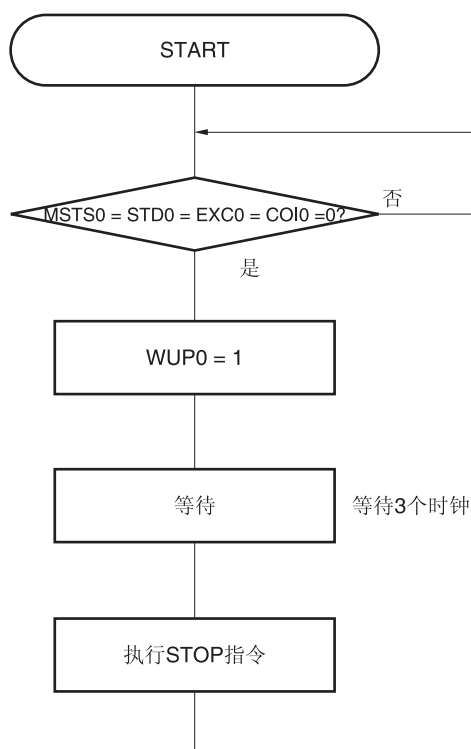 START
MSTS0 = STD0 = EXC0 = COI0 =0?
否
是
WUP0 = 1
等待
等待3个时钟
执行STOP指令